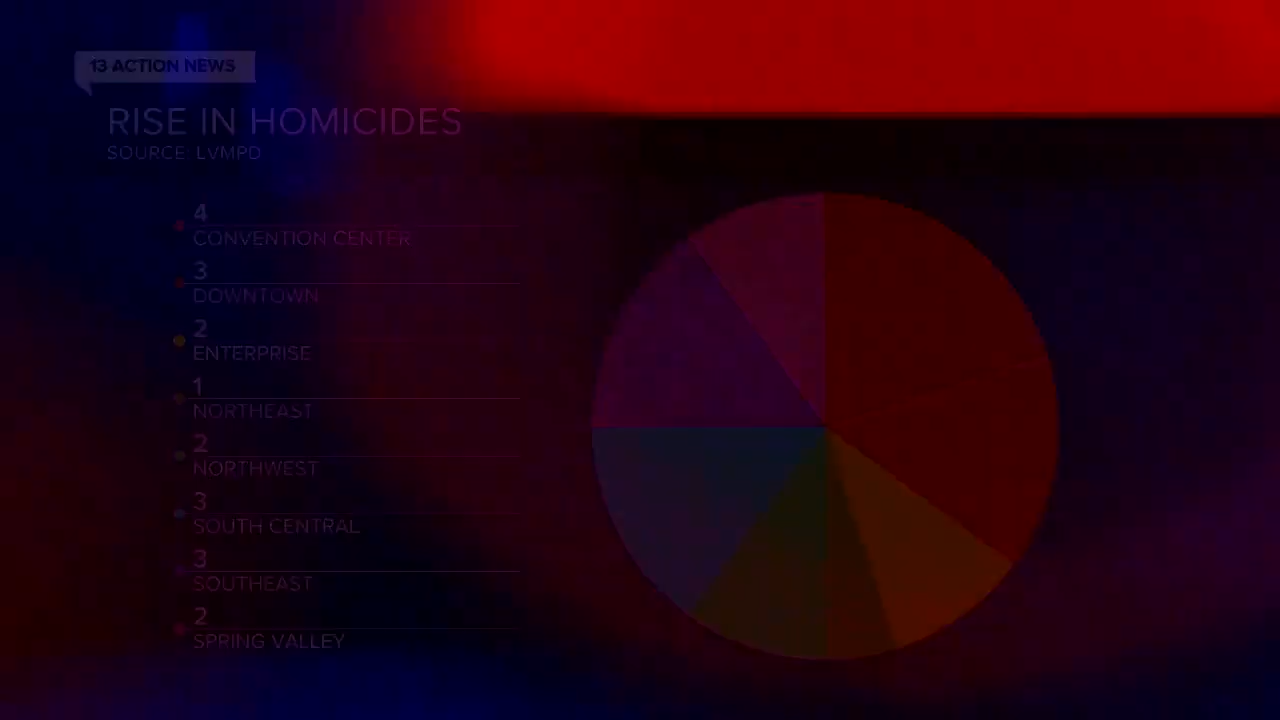 13 ACTION NEWS
RISE IN HOMICIDES
SOURCE: LVMPD
4
CONVENTION CENTER
3
DOWNTOWN
2
ENTERPRISE
1
NORTHEAST
2
NORTHWEST
3
SOUTH CENTRAL
3
SOUTHEAST
2
SPRING VALLEY